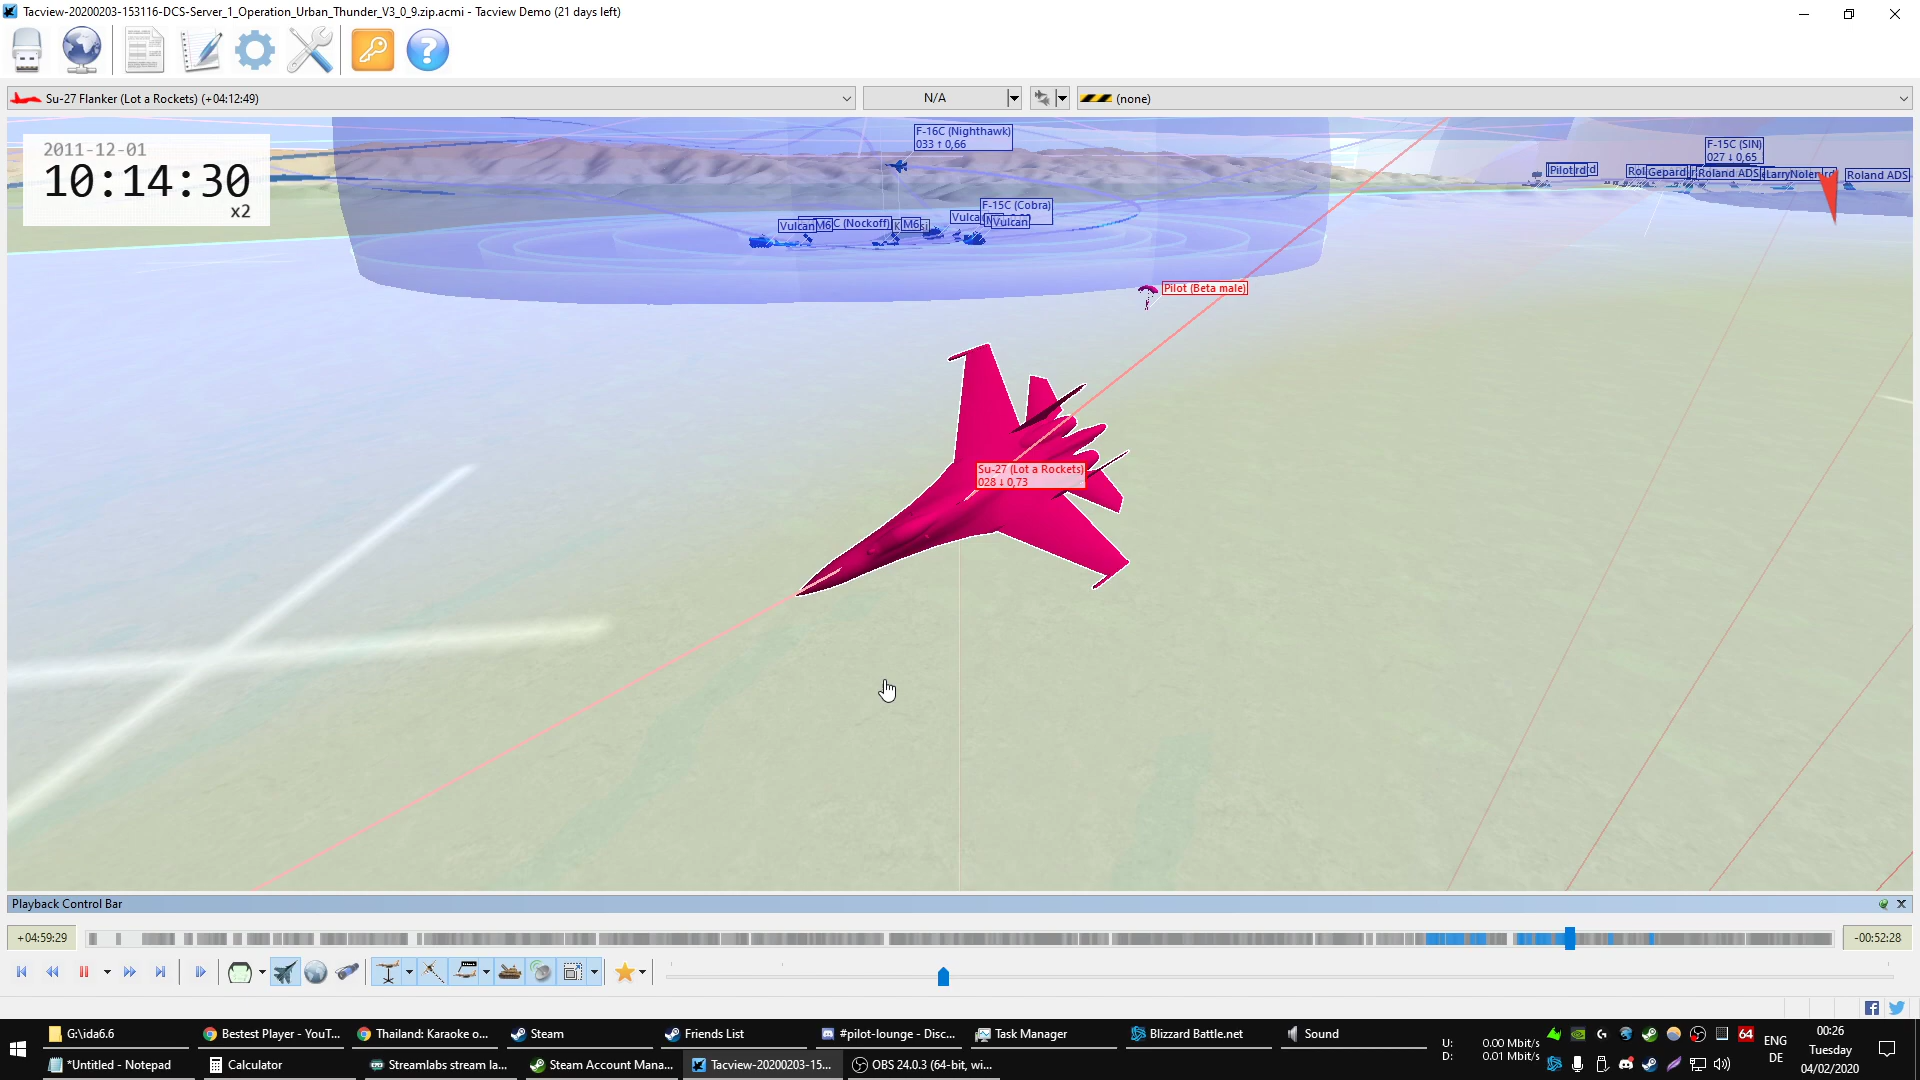 Tacview-20200203-153116-DCS-Server_1_Operation_Urban_Thunder_V3_0_9.zip.acmi - Tacview Demo (21 days left)
Su-27 Flanker (Lot a Rockets) (+04:12:49)
N/A
(none)
2011-12-01
10:14:30
x2
F-16C (Nighthawk)
033 ↑ 0,66
F-15C (SIN)
027 ↓ 0,65
Pilot
Gepard
Roland ADS
LarryNolen
Roland ADS
F-15C (Cobra)
Vulcan
M6
C (Nockoff)
M6
Vulca
Vulcan
Pilot (Beta male)
Su-27 (Lot a Rockets)
028 ↓ 0,73
Playback Control Bar
+04:59:29
-00:52:28
G:\ida6.6
Bestest Player - YouT...
Thailand: Karaoke o...
Steam
Friends List
#pilot-lounge - Disc...
Task Manager
Blizzard Battle.net
Sound
*Untitled - Notepad
Calculator
Streamlabs stream la...
Steam Account Mana...
Tacview-20200203-15...
OBS 24.0.3 (64-bit, wi...
U: 0.00 Mbit/s
D: 0.01 Mbit/s
64
ENG
DE
00:26
Tuesday
04/02/2020